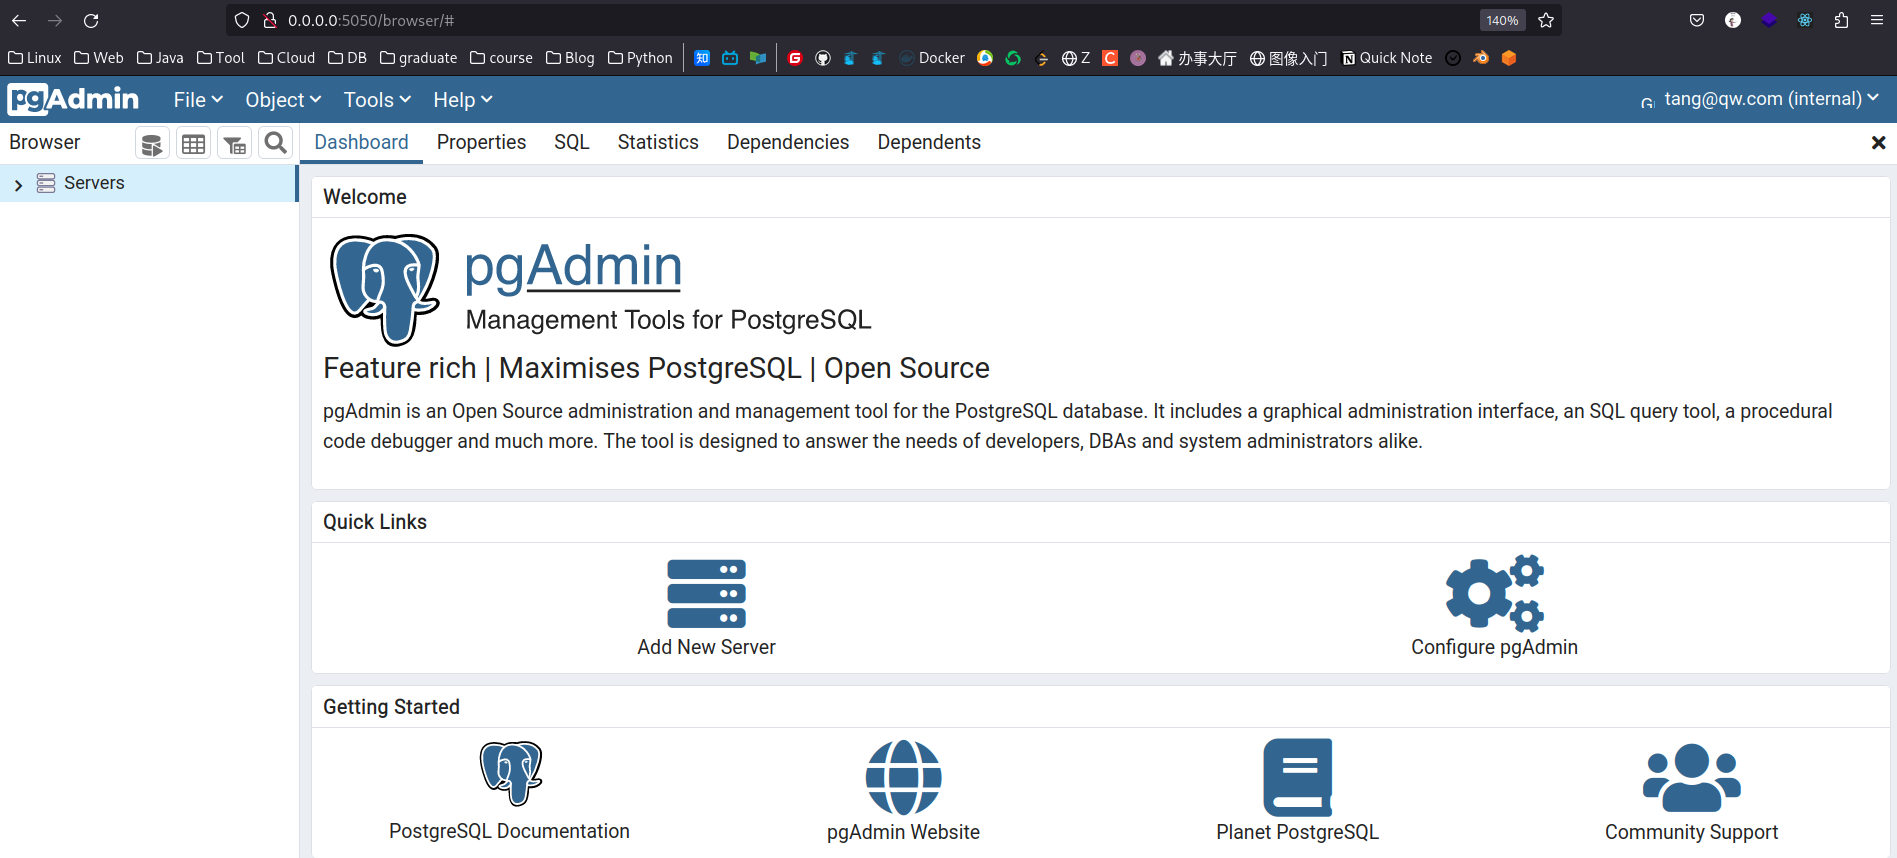 0.0.0.0:5050/browser/#
140%
Linux Web Java Tool Cloud DB graduate course Blog Python 知 Docker Z C 办事大厅 图像入门 Quick Note
pgAdmin File Object Tools Help tang@qw.com (internal)
Browser Dashboard Properties SQL Statistics Dependencies Dependents
Servers
Welcome
pgAdmin
Management Tools for PostgreSQL
Feature rich | Maximises PostgreSQL | Open Source
pgAdmin is an Open Source administration and management tool for the PostgreSQL database. It includes a graphical administration interface, an SQL query tool, a procedural
code debugger and much more. The tool is designed to answer the needs of developers, DBAs and system administrators alike.
Quick Links
Add New Server Configure pgAdmin
Getting Started
PostgreSQL Documentation pgAdmin Website Planet PostgreSQL Community Support